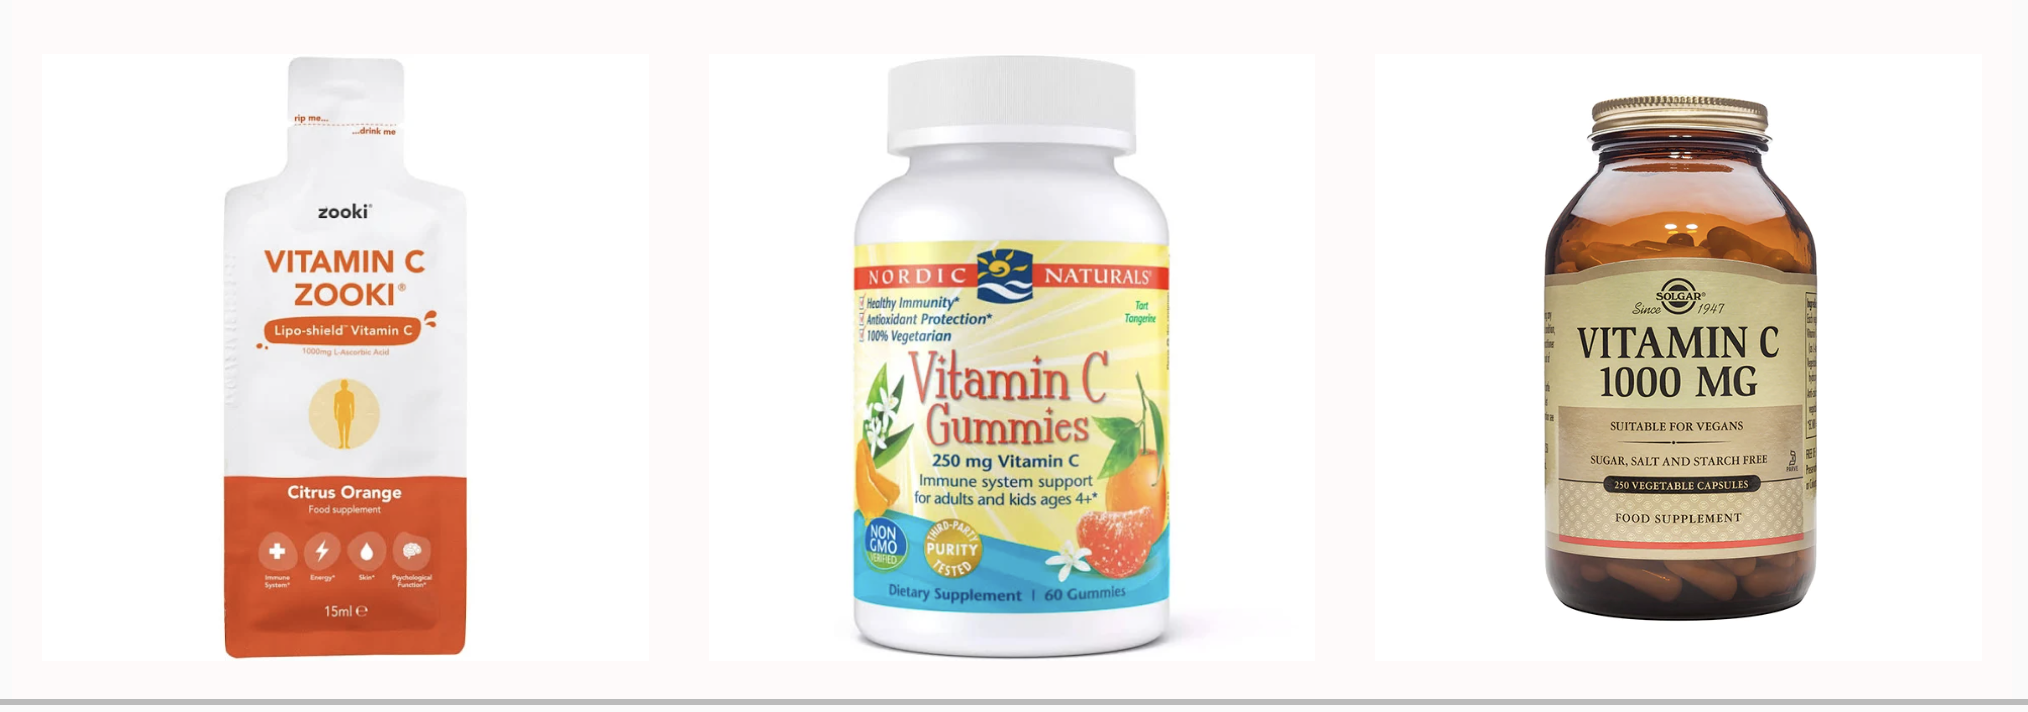 rip me...
...drink me
zooki®
VITAMIN C
ZOOKI®
Lipo-shield™ Vitamin C
1000mg L-Ascorbic Acid
Citrus Orange
Food supplement
Immune
System*
Energy*
Skin*
Psychological
Function*
15ml ℮
NORDIC NATURALS®
Healthy Immunity*
Antioxidant Protection*
100% Vegetarian
Tart
Tangerine
Vitamin C
Gummies
250 mg Vitamin C
Immune system support
for adults and kids ages 4+*
NON
GMO
VERIFIED
THIRD-PARTY
PURITY
TESTED
Dietary Supplement | 60 Gummies
SOLGAR®
Since 1947
VITAMIN C
1000 MG
SUITABLE FOR VEGANS
SUGAR, SALT AND STARCH FREE
250 VEGETABLE CAPSULES
FOOD SUPPLEMENT